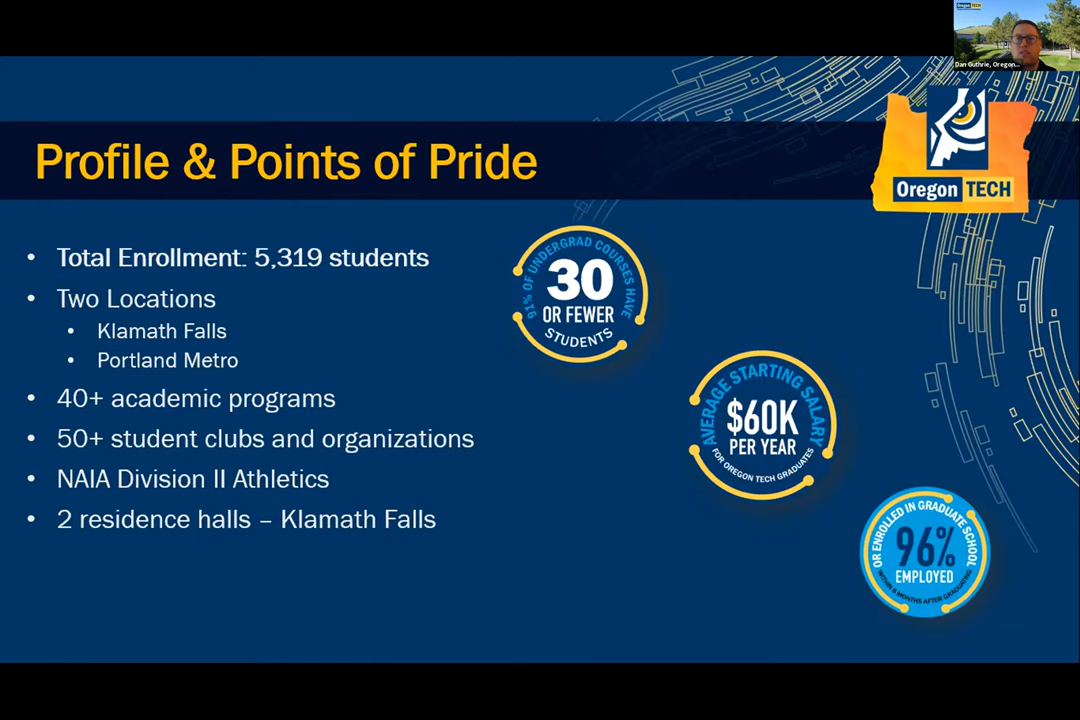 Oregon TECH
Dan Guthrie, Oregon...
Profile & Points of Pride
Oregon TECH
• Total Enrollment: 5,319 students
• Two Locations
• Klamath Falls
• Portland Metro
• 40+ academic programs
• 50+ student clubs and organizations
• NAIA Division II Athletics
• 2 residence halls – Klamath Falls
91% OF UNDERGRAD COURSES HAVE
30
OR FEWER
STUDENTS
AVERAGE STARTING SALARY
$60K
PER YEAR
FOR OREGON TECH GRADUATES
OR ENROLLED IN GRADUATE SCHOOL
96%
EMPLOYED
WITHIN 6 MONTHS AFTER GRADUATING